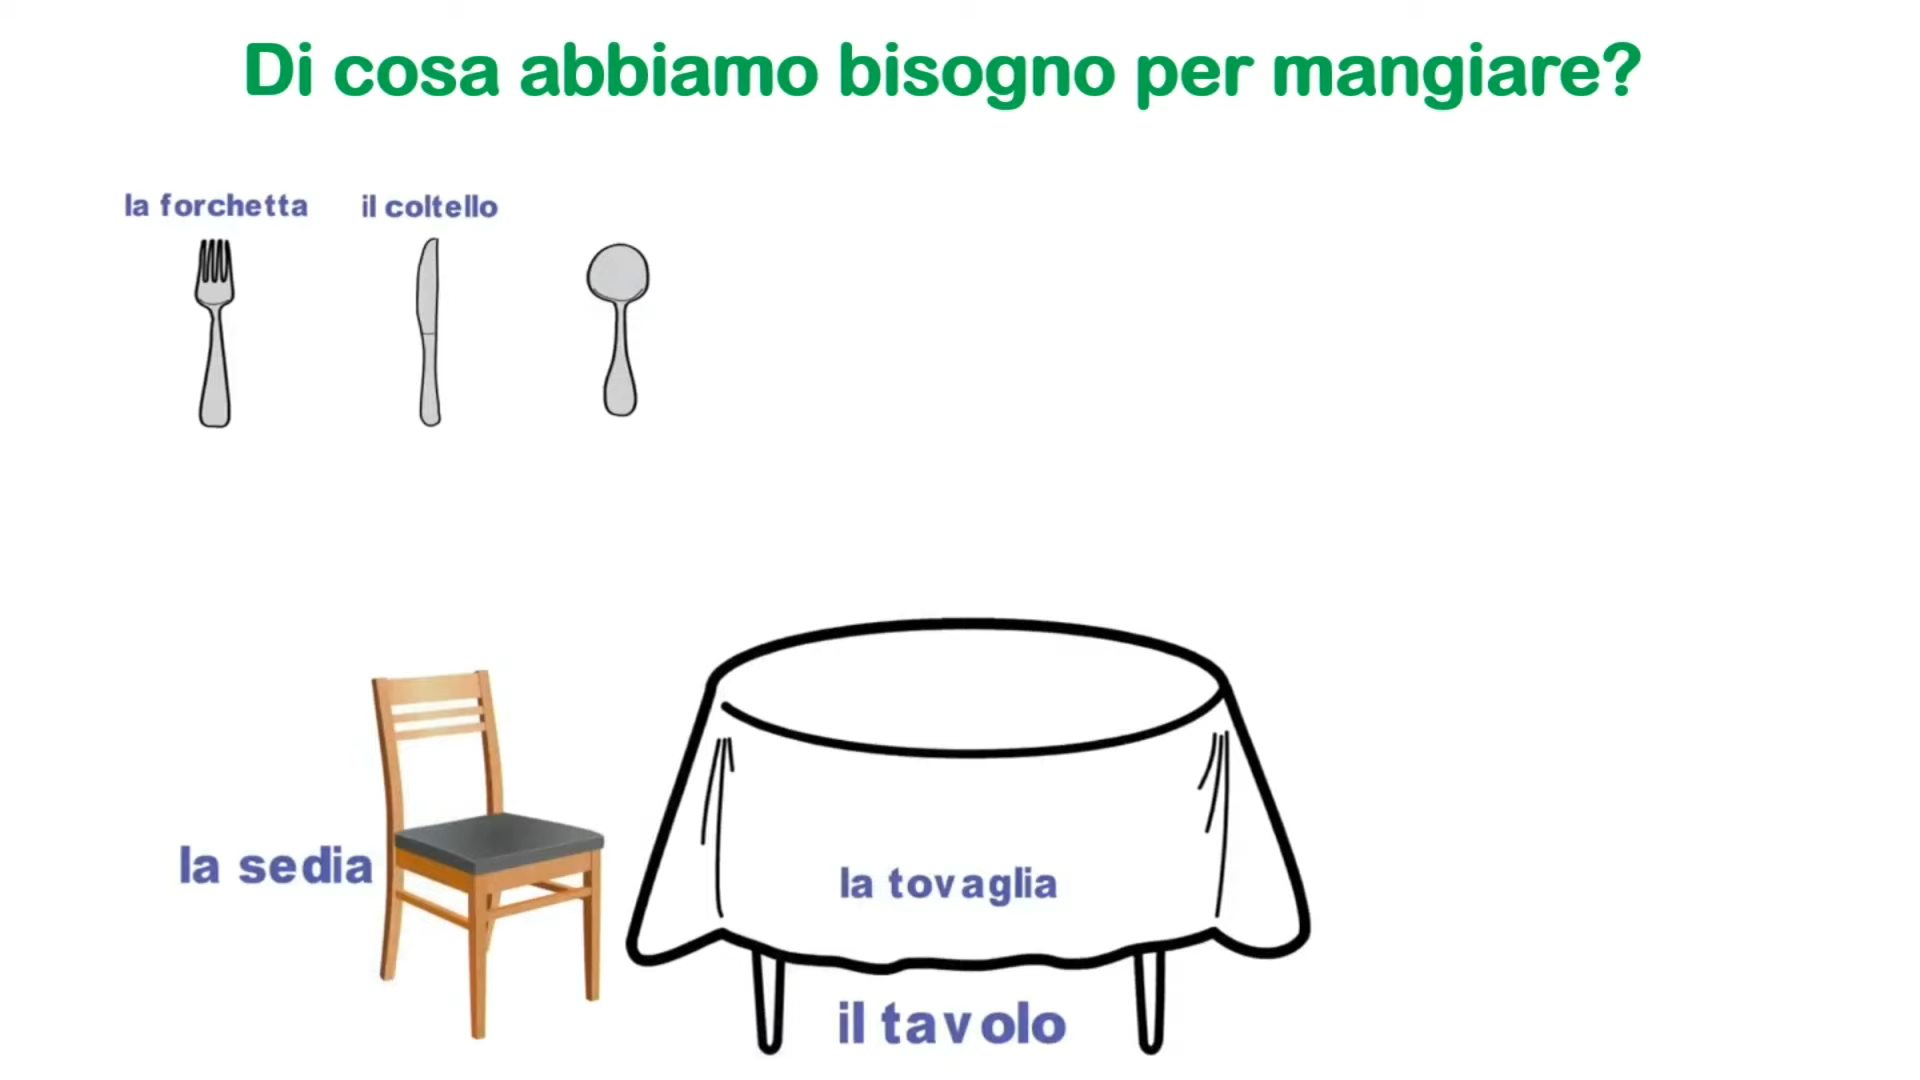 Di cosa abbiamo bisogno per mangiare?
la forchetta
il coltello
la sedia
la tovaglia
il tavolo